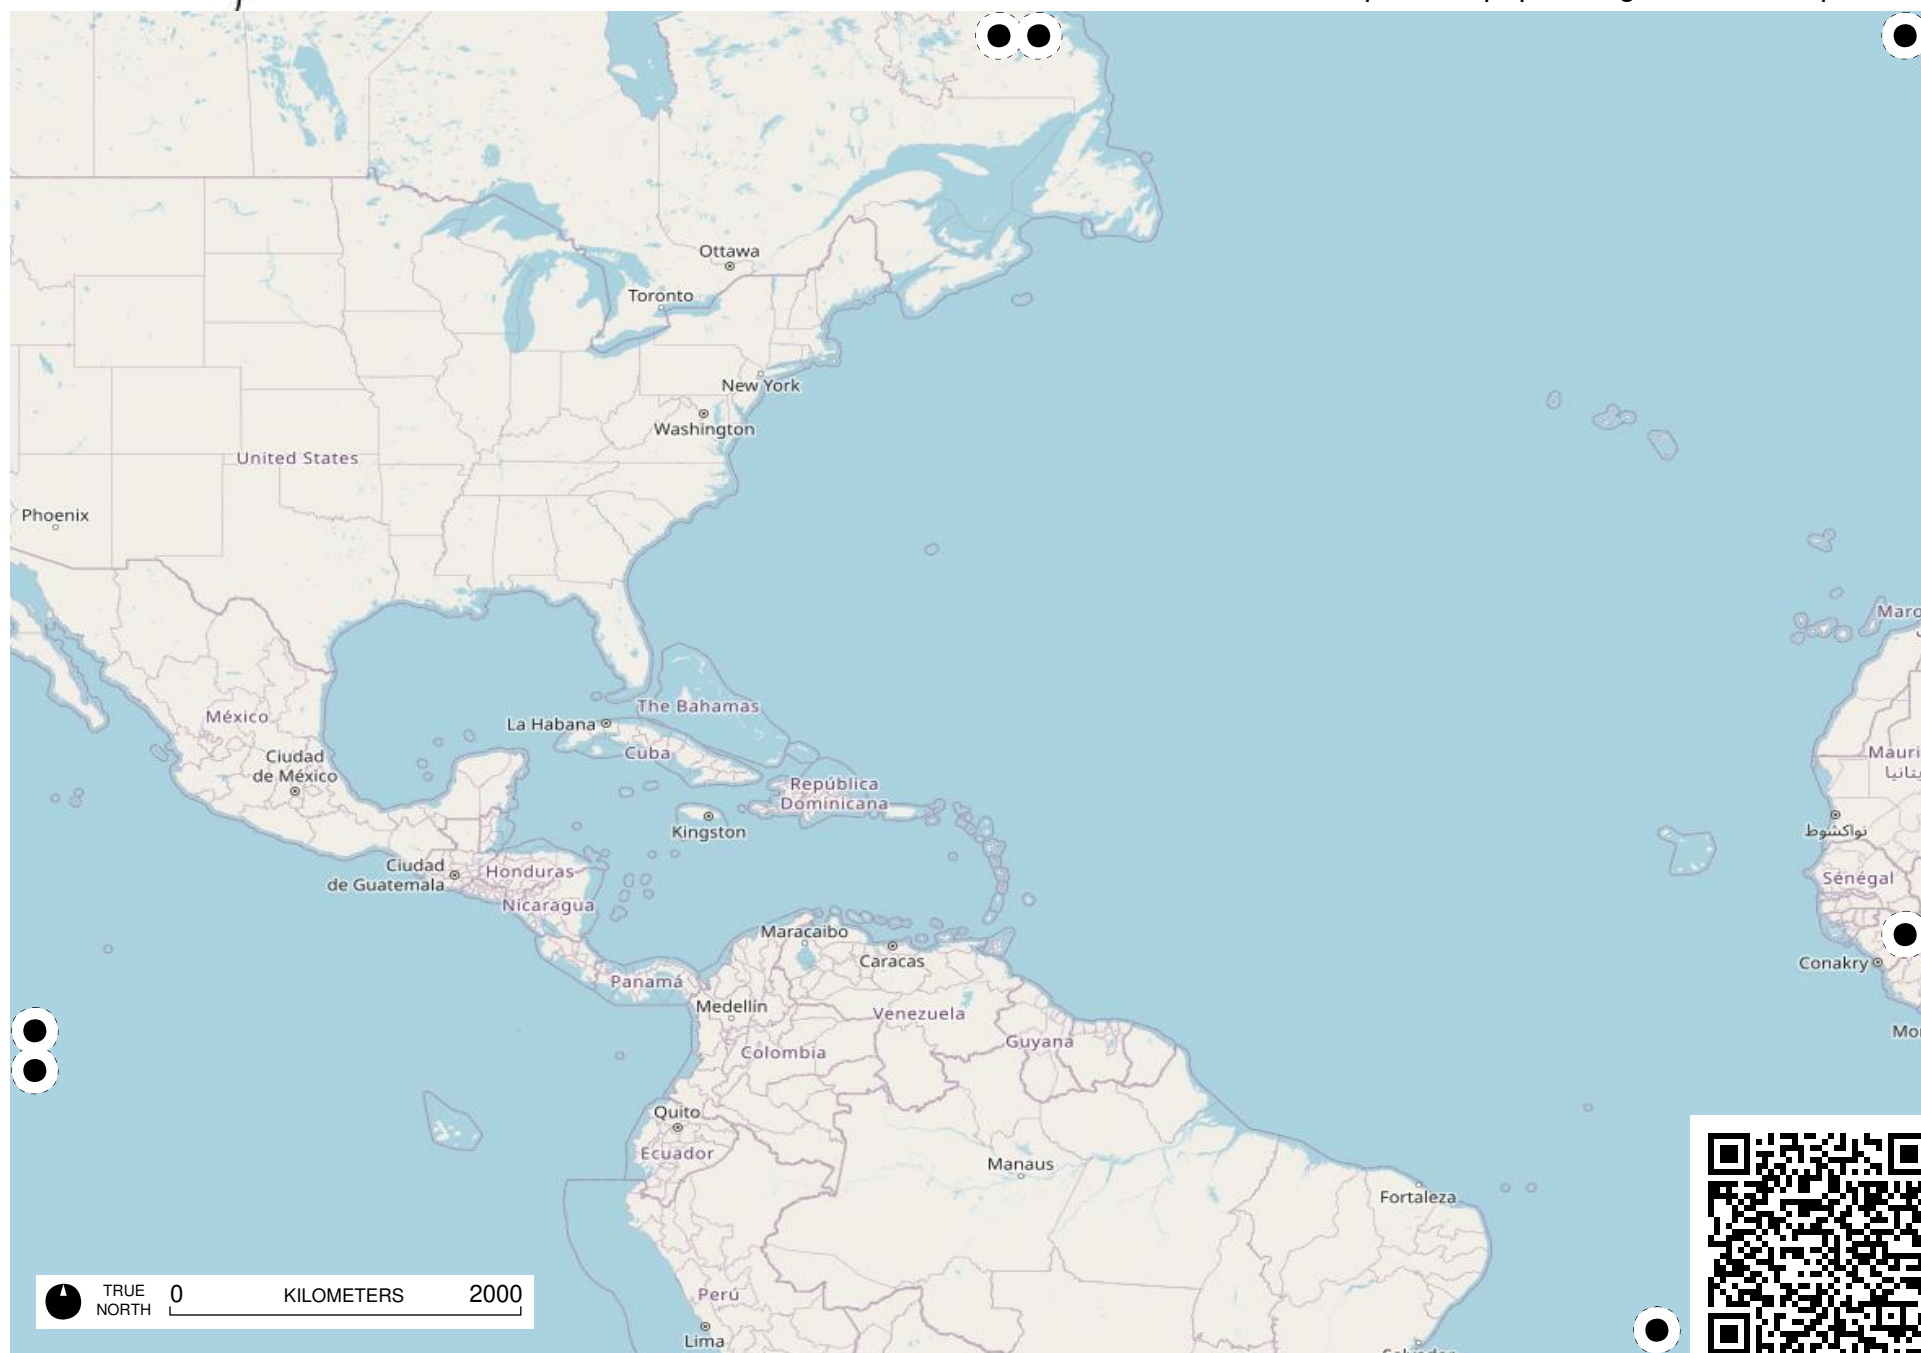 Ottawa
Toronto
New York
Washington
United States
Phoenix
Maro
The Bahamas
México
La Habana
Cuba
Ciudad
de México
Mauri
República
Dominicana
Kingston
نواكشوط
Ciudad
de Guatemala
Honduras
Sénégal
Nicaragua
Maracaibo
Caracas
Conakry
Panamá
Medellín
Venezuela
Colombia
Guyana
Quito
Ecuador
Manaus
Fortaleza
Perú
Lima
TRUE
NORTH
0 KILOMETERS 2000